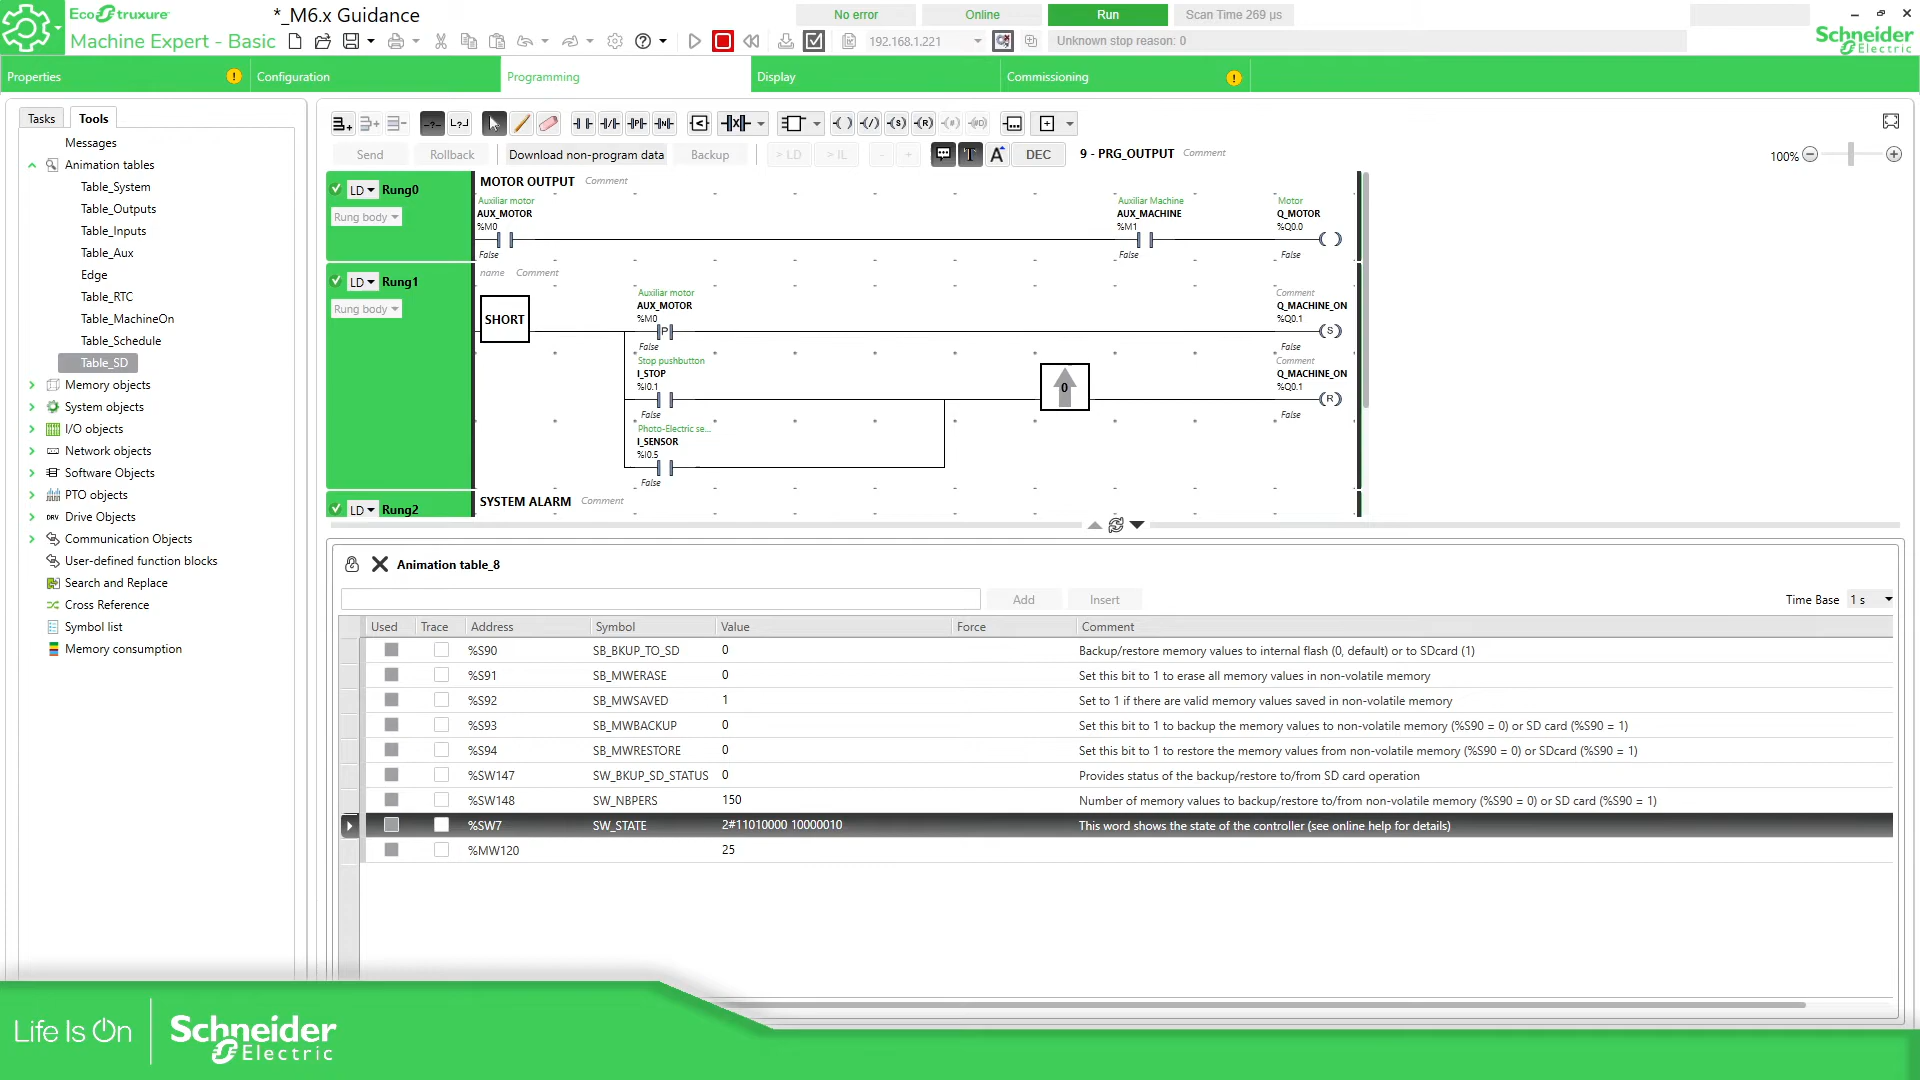 EcoStruxure
Machine Expert - Basic
*_M6.x Guidance
No error
Online
Run
Scan Time 269 µs
192.168.1.221
Unknown stop reason: 0
Schneider
Electric
Properties
Configuration
Programming
Display
Commissioning
Tasks
Tools
Messages
Animation tables
Table_System
Table_Outputs
Table_Inputs
Table_Aux
Edge
Table_RTC
Table_MachineOn
Table_Schedule
Table_SD
Memory objects
System objects
I/O objects
Network objects
Software Objects
PTO objects
Drive Objects
Communication Objects
User-defined function blocks
Search and Replace
Cross Reference
Symbol list
Memory consumption
Send
Rollback
Download non-program data
Backup
> LD
> IL
-
+
DEC
9 - PRG_OUTPUT
Comment
100%
LD
Rung0
Rung body
MOTOR OUTPUT
Comment
Auxiliar motor
AUX_MOTOR
%M0
False
Auxiliar Machine
AUX_MACHINE
%M1
False
Motor
Q_MOTOR
%Q0.0
False
LD
Rung1
Rung body
name
Comment
SHORT
Auxiliar motor
AUX_MOTOR
%M0
P
False
Comment
Q_MACHINE_ON
%Q0.1
S
False
Stop pushbutton
I_STOP
%I0.1
False
0
Comment
Q_MACHINE_ON
%Q0.1
R
False
Photo-Electric se...
I_SENSOR
%I0.5
False
LD
Rung2
SYSTEM ALARM
Comment
Animation table_8
Add
Insert
Time Base
1 s
Used
Trace
Address
Symbol
Value
Force
Comment
%S90 SB_BKUP_TO_SD 0 Backup/restore memory values to internal flash (0, default) or to SDcard (1)
%S91 SB_MWERASE 0 Set this bit to 1 to erase all memory values in non-volatile memory
%S92 SB_MWSAVED 1 Set to 1 if there are valid memory values saved in non-volatile memory
%S93 SB_MWBACKUP 0 Set this bit to 1 to backup the memory values to non-volatile memory (%S90 = 0) or SD card (%S90 = 1)
%S94 SB_MWRESTORE 0 Set this bit to 1 to restore the memory values from non-volatile memory (%S90 = 0) or SDcard (%S90 = 1)
%SW147 SW_BKUP_SD_STATUS 0 Provides status of the backup/restore to/from SD card operation
%SW148 SW_NBPERS 150 Number of memory values to backup/restore to/from non-volatile memory (%S90 = 0) or SD card (%S90 = 1)
%SW7 SW_STATE 2#11010000 10000010 This word shows the state of the controller (see online help for details)
%MW120 25
Life Is On
Schneider
Electric